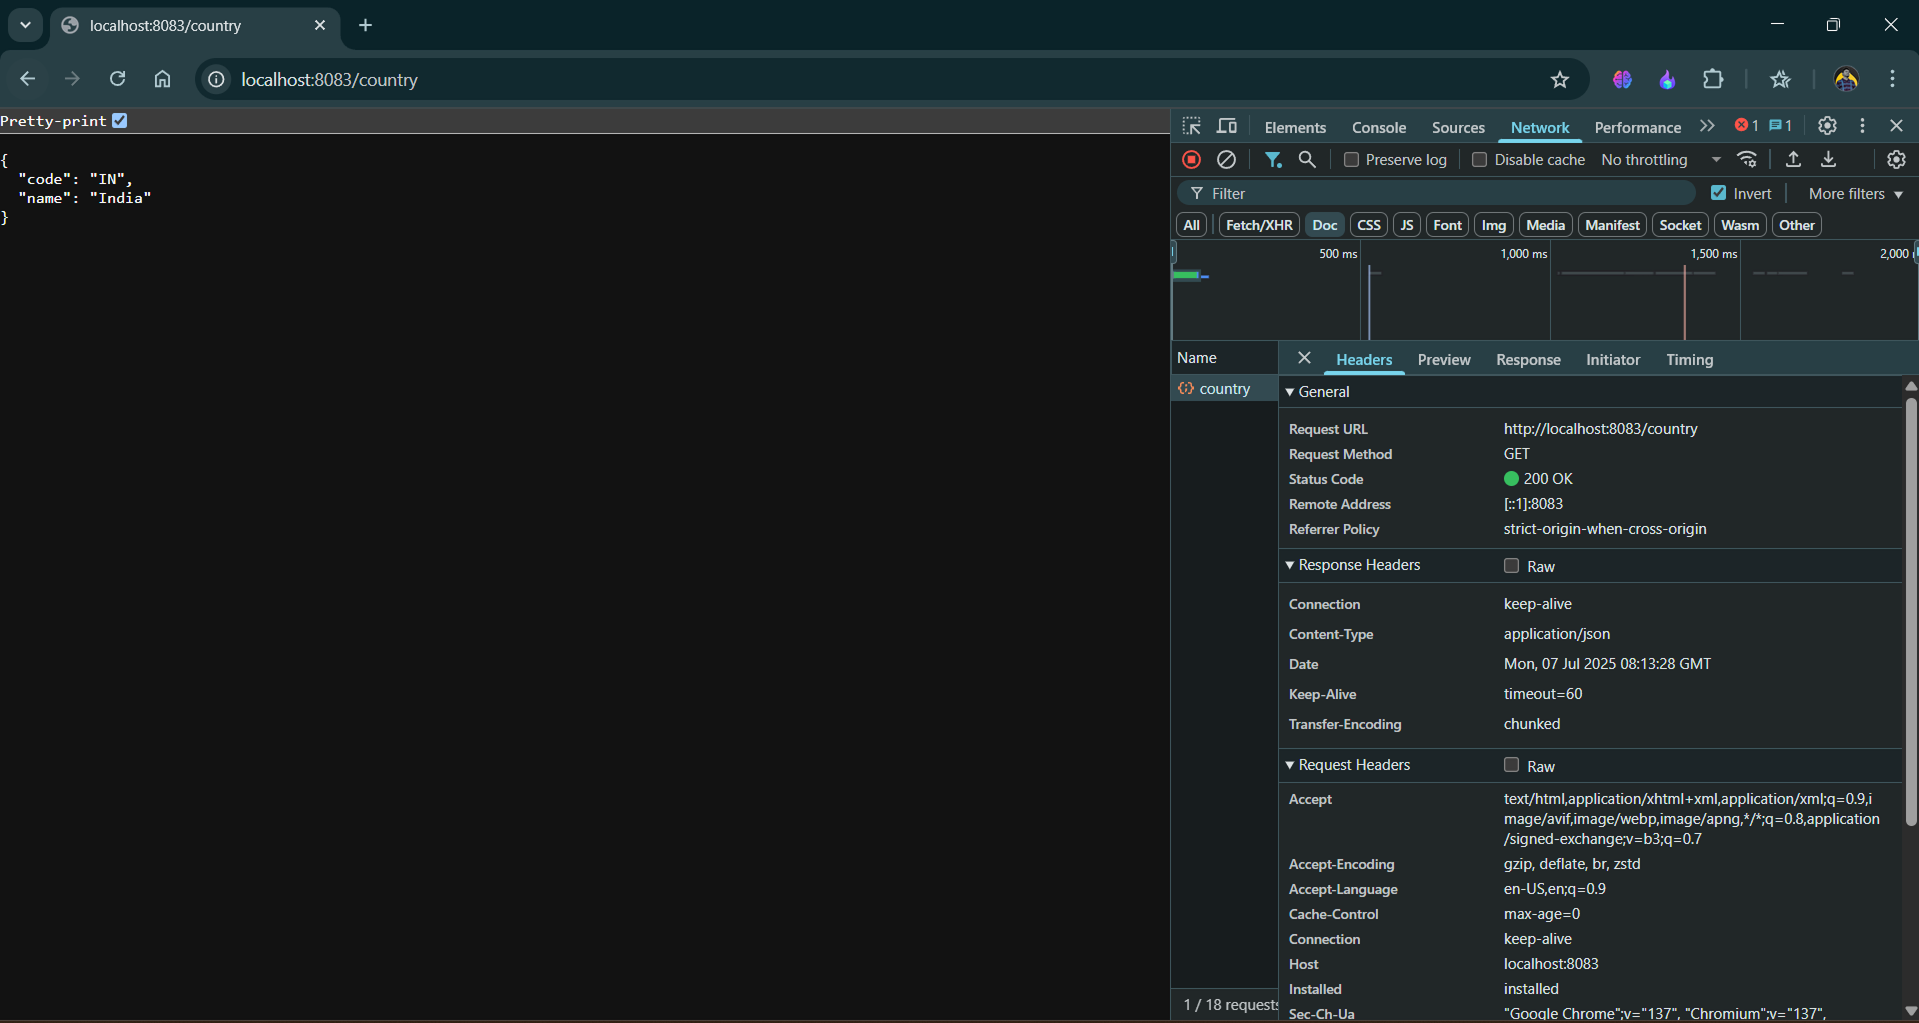 localhost:8083/country
localhost:8083/country
Pretty-print
{
"code": "IN",
"name": "India"
}
Elements Console Sources Network Performance 1 1
Preserve log Disable cache No throttling
Filter Invert More filters
All Fetch/XHR Doc CSS JS Font Img Media Manifest Socket Wasm Other
500 ms 1,000 ms 1,500 ms 2,000
Name Headers Preview Response Initiator Timing
country
General
Request URL http://localhost:8083/country
Request Method GET
Status Code 200 OK
Remote Address [::1]:8083
Referrer Policy strict-origin-when-cross-origin
Response Headers Raw
Connection keep-alive
Content-Type application/json
Date Mon, 07 Jul 2025 08:13:28 GMT
Keep-Alive timeout=60
Transfer-Encoding chunked
Request Headers Raw
Accept text/html,application/xhtml+xml,application/xml;q=0.9,i
mage/avif,image/webp,image/apng,*/*;q=0.8,application
/signed-exchange;v=b3;q=0.7
Accept-Encoding gzip, deflate, br, zstd
Accept-Language en-US,en;q=0.9
Cache-Control max-age=0
Connection keep-alive
Host localhost:8083
Installed installed
1 / 18 requests
Sec-Ch-Ua "Google Chrome";v="137", "Chromium";v="137",